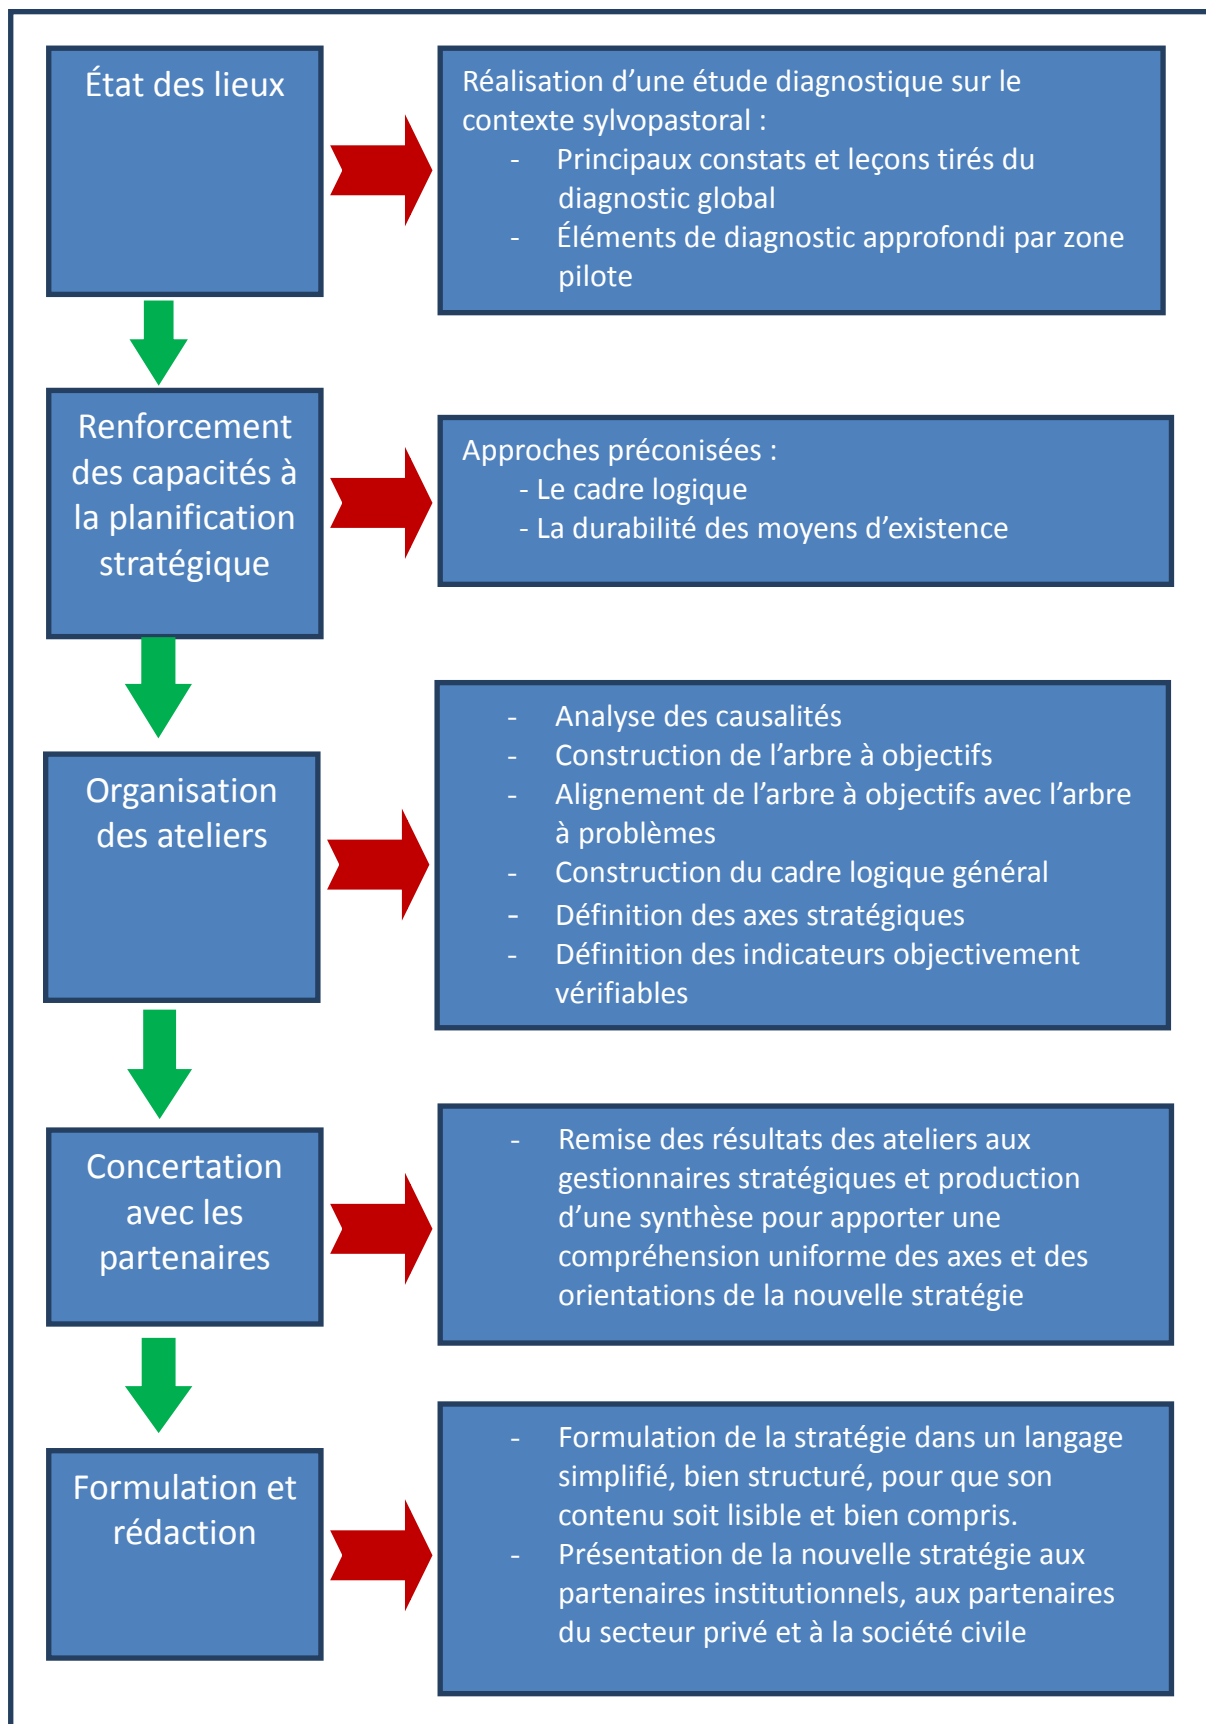 État des lieux
Réalisation d’une étude diagnostique sur le
contexte sylvopastoral :
- Principaux constats et leçons tirés du
diagnostic global
- Éléments de diagnostic approfondi par zone
pilote
Renforcement
des capacités à
la planification
stratégique
Approches préconisées :
- Le cadre logique
- La durabilité des moyens d’existence
Organisation
des ateliers
- Analyse des causalités
- Construction de l’arbre à objectifs
- Alignement de l’arbre à objectifs avec l’arbre
à problèmes
- Construction du cadre logique général
- Définition des axes stratégiques
- Définition des indicateurs objectivement
vérifiables
Concertation
avec les
partenaires
- Remise des résultats des ateliers aux
gestionnaires stratégiques et production
d’une synthèse pour apporter une
compréhension uniforme des axes et des
orientations de la nouvelle stratégie
Formulation et
rédaction
- Formulation de la stratégie dans un langage
simplifié, bien structuré, pour que son
contenu soit lisible et bien compris.
- Présentation de la nouvelle stratégie aux
partenaires institutionnels, aux partenaires
du secteur privé et à la société civile